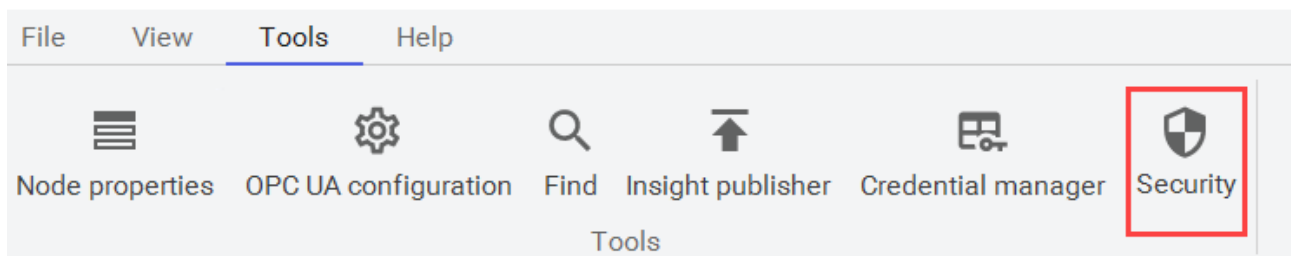 File View Tools Help
Node properties OPC UA configuration Find Insight publisher Credential manager Security
Tools